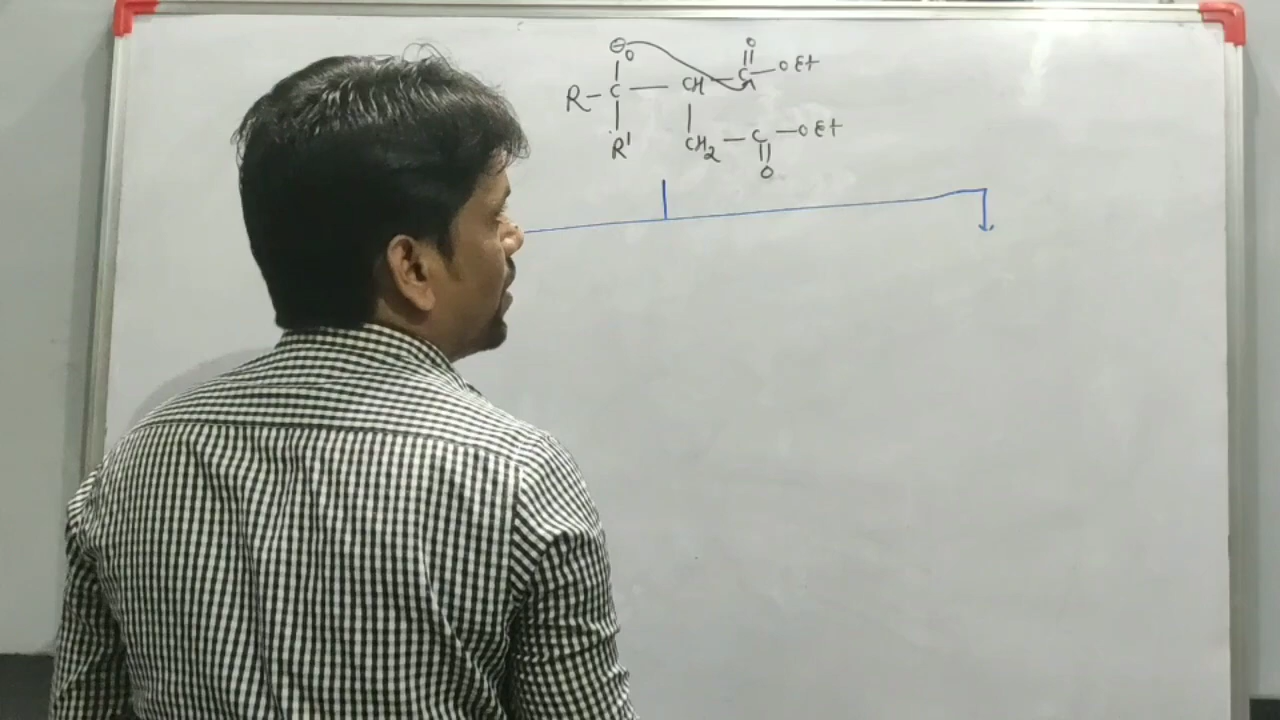 ⊖ O O
R – C — CH – C – OEt
R' CH₂ – C – OEt
O